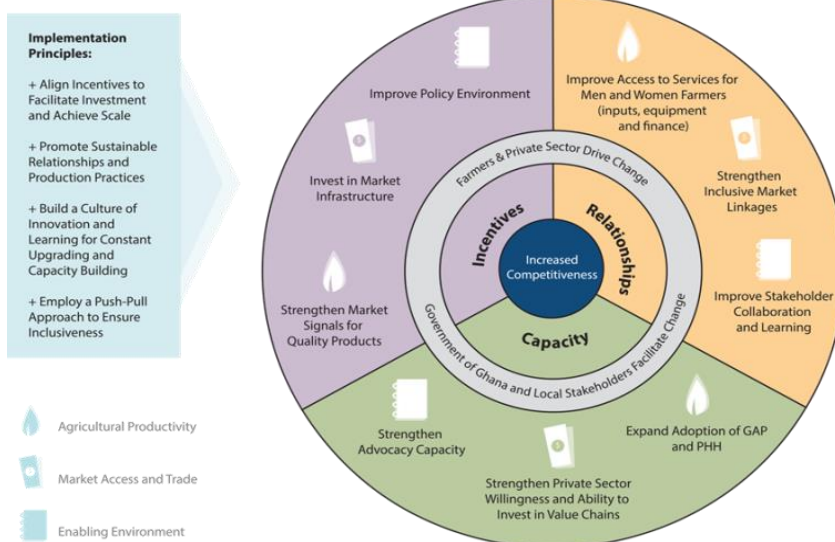 Implementation
Principles:
+ Align Incentives to
Facilitate Investment
and Achieve Scale
+ Promote Sustainable
Relationships and
Production Practices
+ Build a Culture of
Innovation and
Learning for Constant
Upgrading and
Capacity Building
+ Employ a Push-Pull
Approach to Ensure
Inclusiveness
Agricultural Productivity
Market Access and Trade
Enabling Environment
Improve Policy Environment
Invest in Market
Infrastructure
Strengthen Market
Signals for
Quality Products
Improve Access to Services for
Men and Women Farmers
(inputs, equipment
and finance)
Strengthen
Inclusive Market
Linkages
Improve Stakeholder
Collaboration
and Learning
Farmers & Private Sector Drive Change
Incentives
Relationships
Increased
Competitiveness
Capacity
Government of Ghana and Local Stakeholders Facilitate Change
Strengthen
Advocacy Capacity
Strengthen Private Sector
Willingness and Ability to
Invest in Value Chains
Expand Adoption of GAP
and PHH